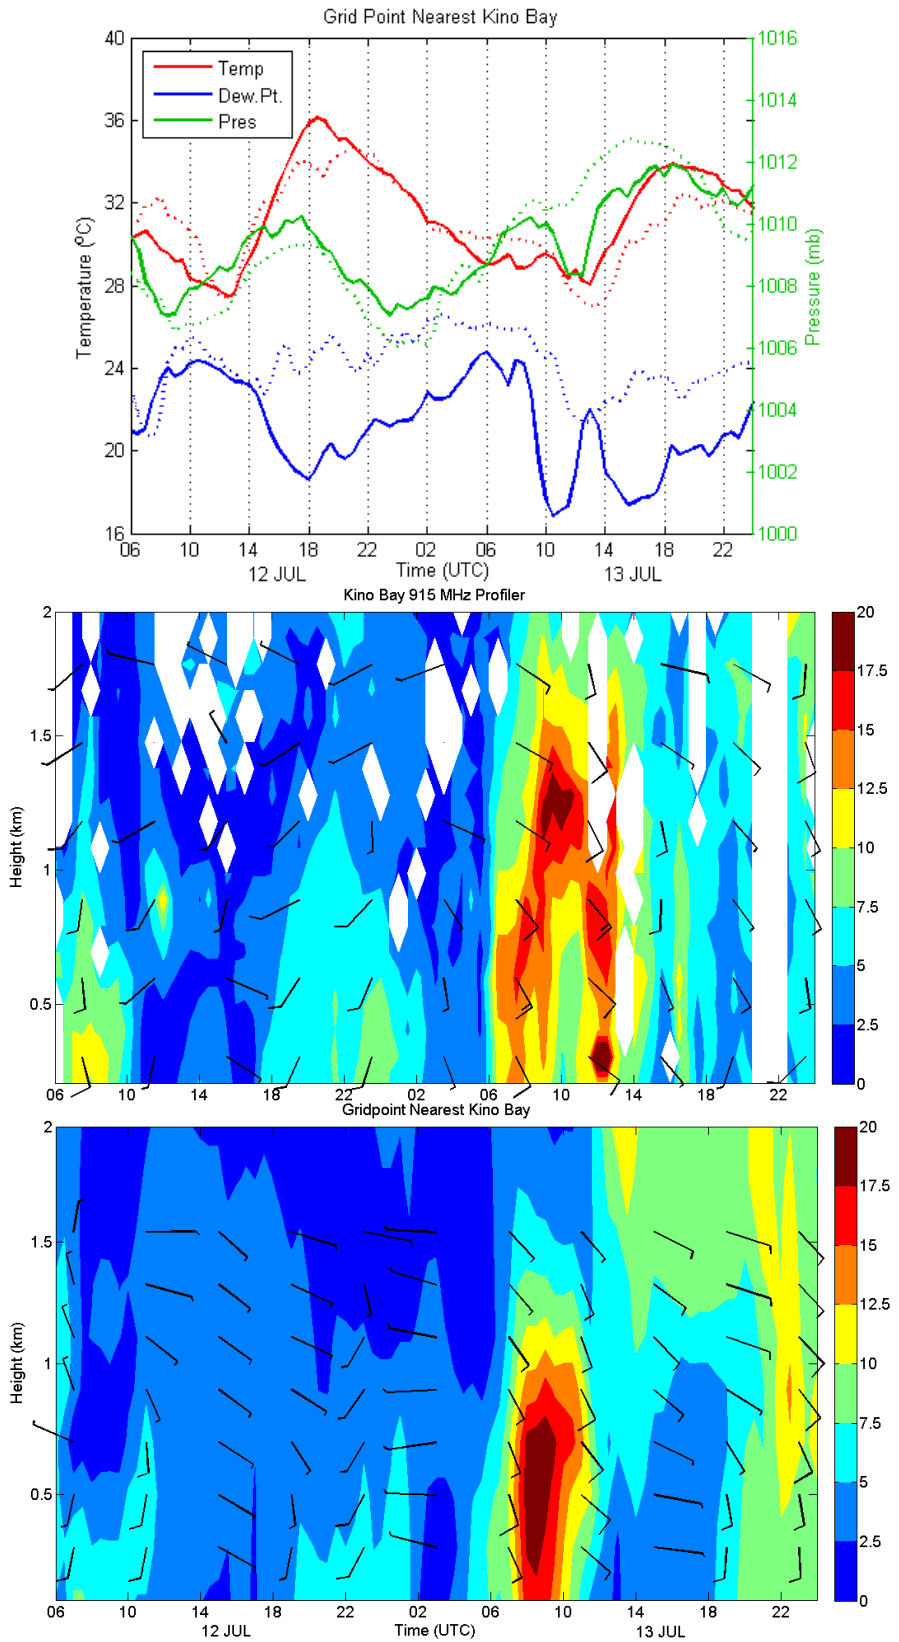 Grid Point Nearest Kino Bay
40
36
32
28
24
20
16
Temperature (ºC)
Temp
Dew.Pt.
Pres
1016
1014
1012
1010
1008
1006
1004
1002
1000
Pressure (mb)
06 10 14 18 22 02 06 10 14 18 22
12 JUL Time (UTC) 13 JUL
Kino Bay 915 MHz Profiler
2
1.5
1
0.5
Height (km)
20
17.5
15
12.5
10
7.5
5
2.5
0
06 10 14 18 22 02 06 10 14 18 22
Gridpoint Nearest Kino Bay
2
1.5
1
0.5
Height (km)
20
17.5
15
12.5
10
7.5
5
2.5
0
06 10 14 18 22 02 06 10 14 18 22
12 JUL Time (UTC) 13 JUL